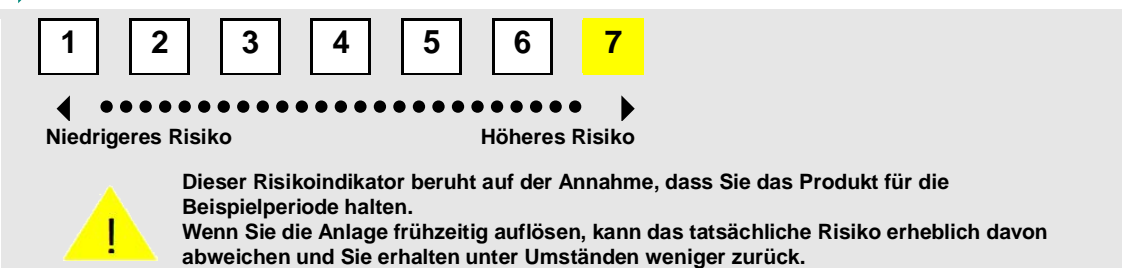 1 2 3 4 5 6 7
Niedrigeres Risiko Höheres Risiko
Dieser Risikoindikator beruht auf der Annahme, dass Sie das Produkt für die
Beispielperiode halten.
! Wenn Sie die Anlage frühzeitig auflösen, kann das tatsächliche Risiko erheblich davon
abweichen und Sie erhalten unter Umständen weniger zurück.